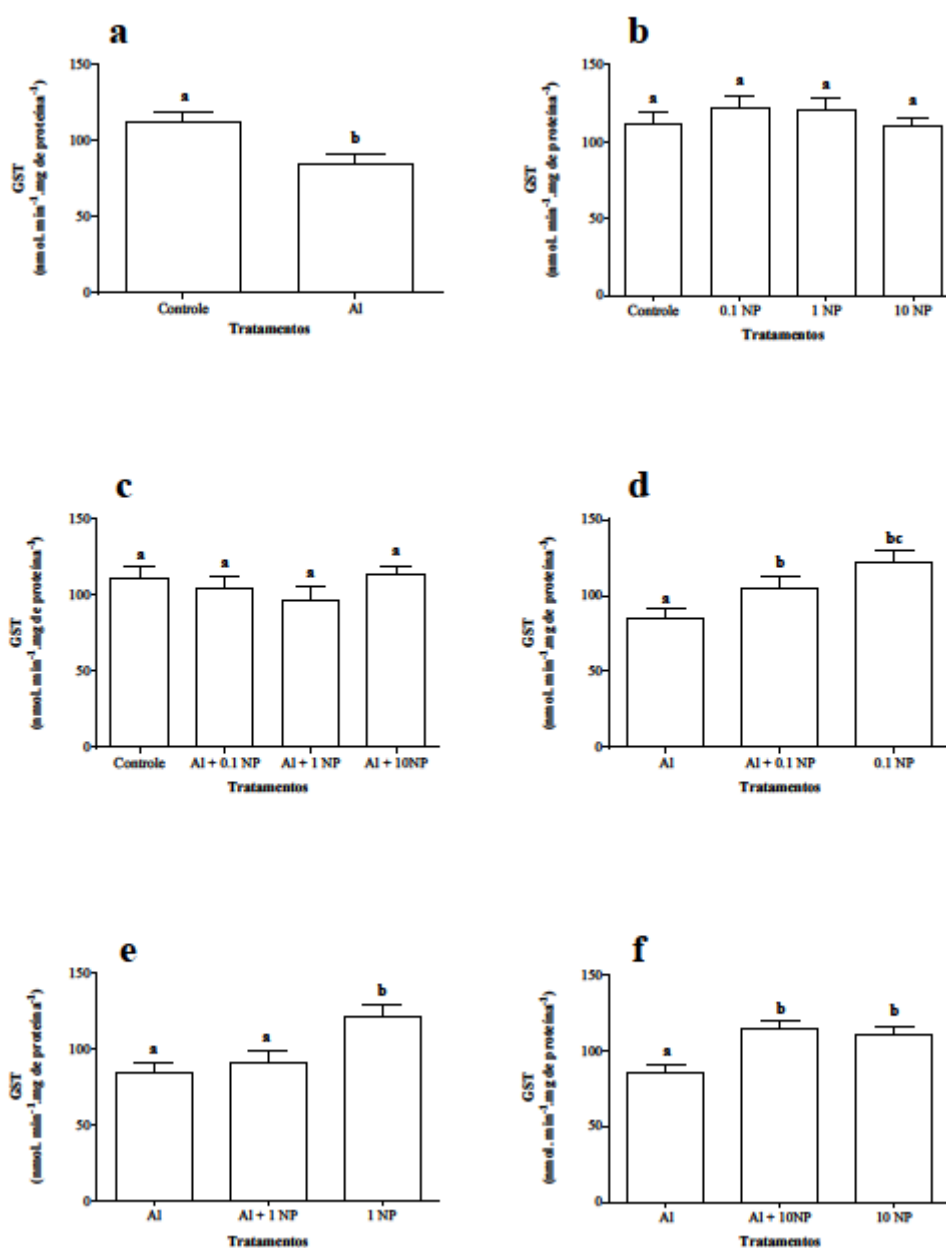 a
GST
(nmol. min⁻¹.mg de proteína⁻¹)
150
100
50
0
a
b
Controle
Al
Tratamentos
b
GST
(nmol. min⁻¹.mg de proteína⁻¹)
150
100
50
0
a
a
a
a
Controle
0.1 NP
1 NP
10 NP
Tratamentos
c
GST
(nmol. min⁻¹.mg de proteína⁻¹)
150
100
50
0
a
a
a
a
Controle
Al + 0.1 NP
Al + 1 NP
Al + 10NP
Tratamentos
d
GST
(nmol. min⁻¹.mg de proteína⁻¹)
150
100
50
0
a
b
bc
Al
Al + 0.1 NP
0.1 NP
Tratamentos
e
GST
(nmol. min⁻¹.mg de proteína⁻¹)
150
100
50
0
a
a
b
Al
Al + 1 NP
1 NP
Tratamentos
f
GST
(nmol. min⁻¹.mg de proteína⁻¹)
150
100
50
0
a
b
b
Al
Al + 10NP
10 NP
Tratamentos